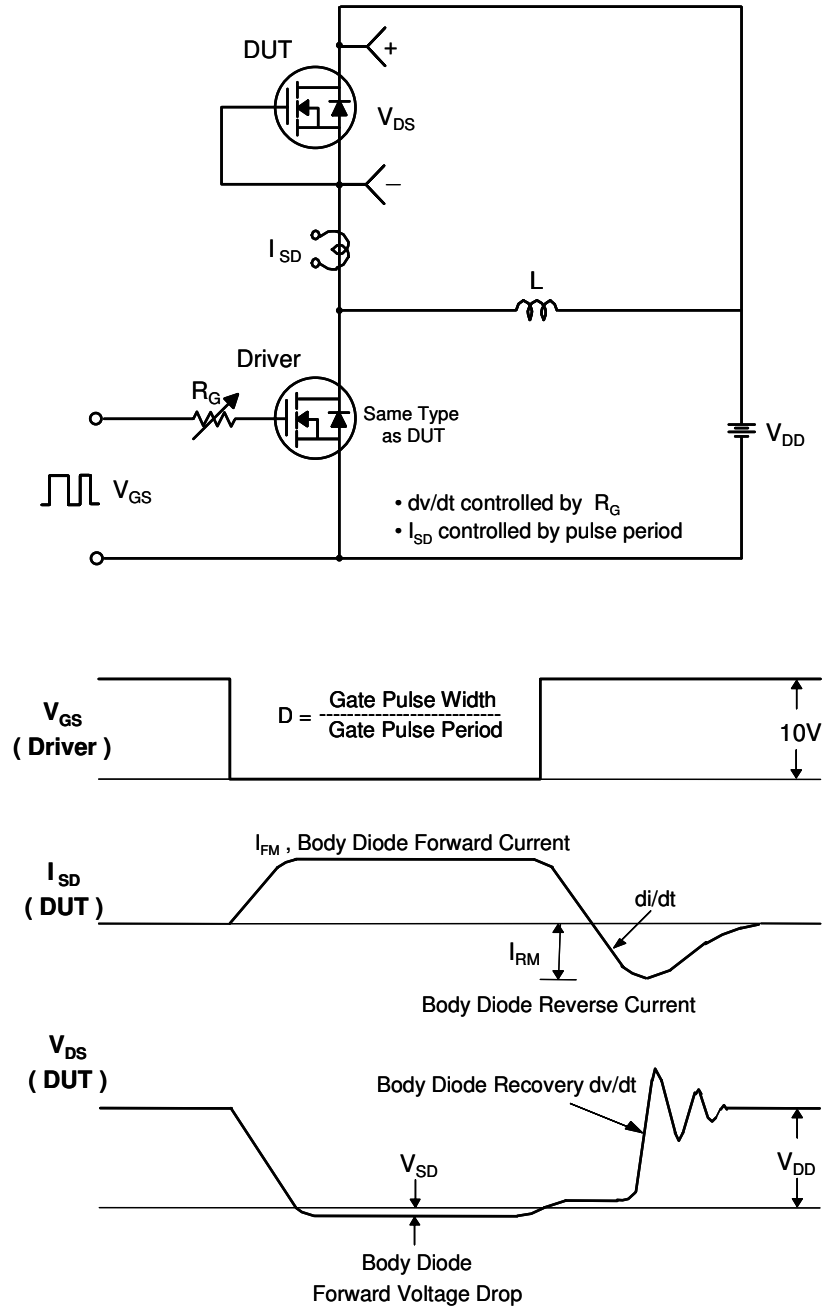 DUT
+
V_DS
–
I_SD
L
Driver
R_G
Same Type
as DUT
V_DD
V_GS
• dv/dt controlled by R_G
• I_SD controlled by pulse period
V_GS
( Driver )
D = Gate Pulse Width
Gate Pulse Period
10V
I_FM , Body Diode Forward Current
I_SD
( DUT )
di/dt
I_RM
Body Diode Reverse Current
V_DS
( DUT )
Body Diode Recovery dv/dt
V_SD
V_DD
Body Diode
Forward Voltage Drop